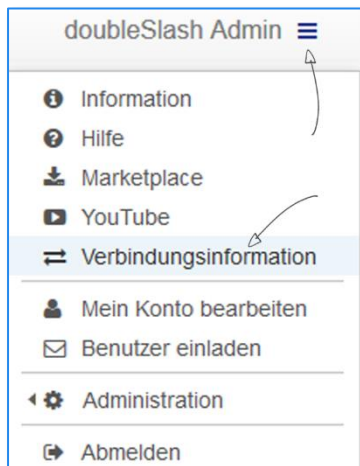 doubleSlash Admin
Information
Hilfe
Marketplace
YouTube
Verbindungsinformation
Mein Konto bearbeiten
Benutzer einladen
Administration
Abmelden